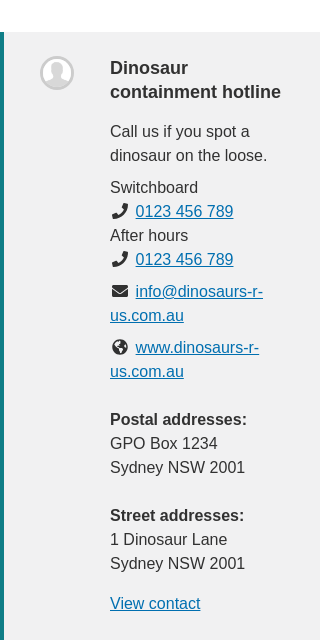 Dinosaur
containment hotline
Call us if you spot a
dinosaur on the loose.
Switchboard
0123 456 789
After hours
0123 456 789
info@dinosaurs-r-
us.com.au
www.dinosaurs-r-
us.com.au
Postal addresses:
GPO Box 1234
Sydney NSW 2001
Street addresses:
1 Dinosaur Lane
Sydney NSW 2001
View contact